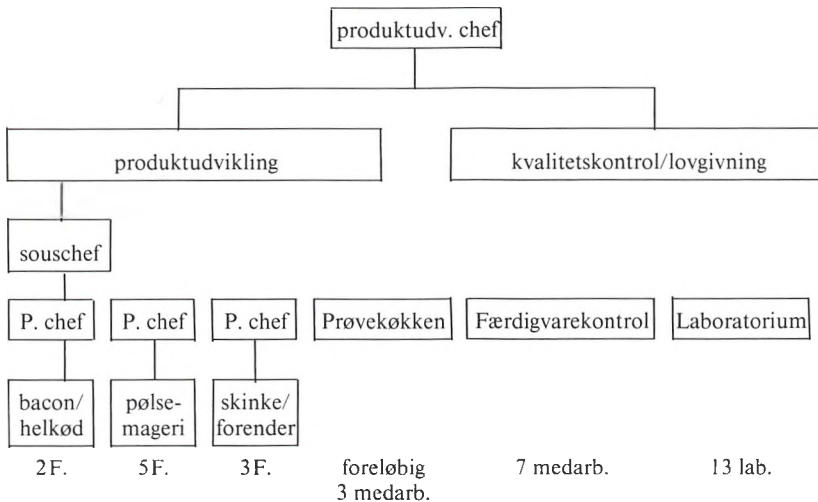 produktudv. chef
produktudvikling
kvalitetskontrol/lovgivning
souschef
P. chef
P. chef
P. chef
Prøvekøkken
Færdigvarekontrol
Laboratorium
bacon/
helkød
pølse-
mageri
skinke/
forender
2F.
5F.
3F.
foreløbig
3 medarb.
7 medarb.
13 lab.